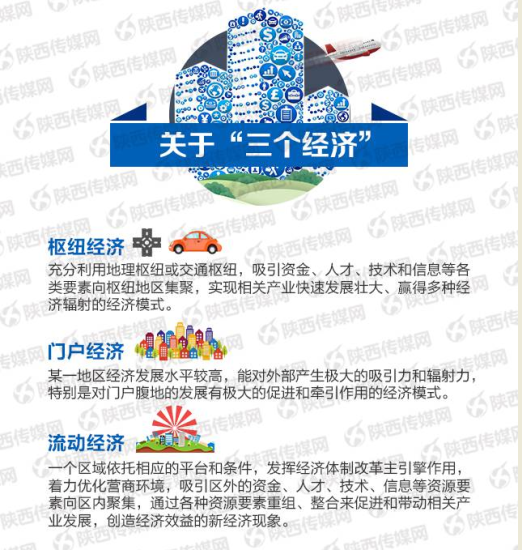 关于“三个经济”
枢纽经济
充分利用地理枢纽或交通枢纽，吸引资金、人才、技术和信息等各
类要素向枢纽地区集聚，实现相关产业快速发展壮大、赢得多种经
济辐射的经济模式。
门户经济
某一地区经济发展水平较高，能对外部产生极大的吸引力和辐射力，
特别是对门户腹地的发展有极大的促进和牵引作用的经济模式。
流动经济
一个区域依托相应的平台和条件，发挥经济体制改革主引擎作用，
着力优化营商环境，吸引区外的资金、人才、技术、信息等资源要
素向区内聚集，通过各种资源要素重组、整合来促进和带动相关产
业发展，创造经济效益的新经济现象。
陕西传媒网